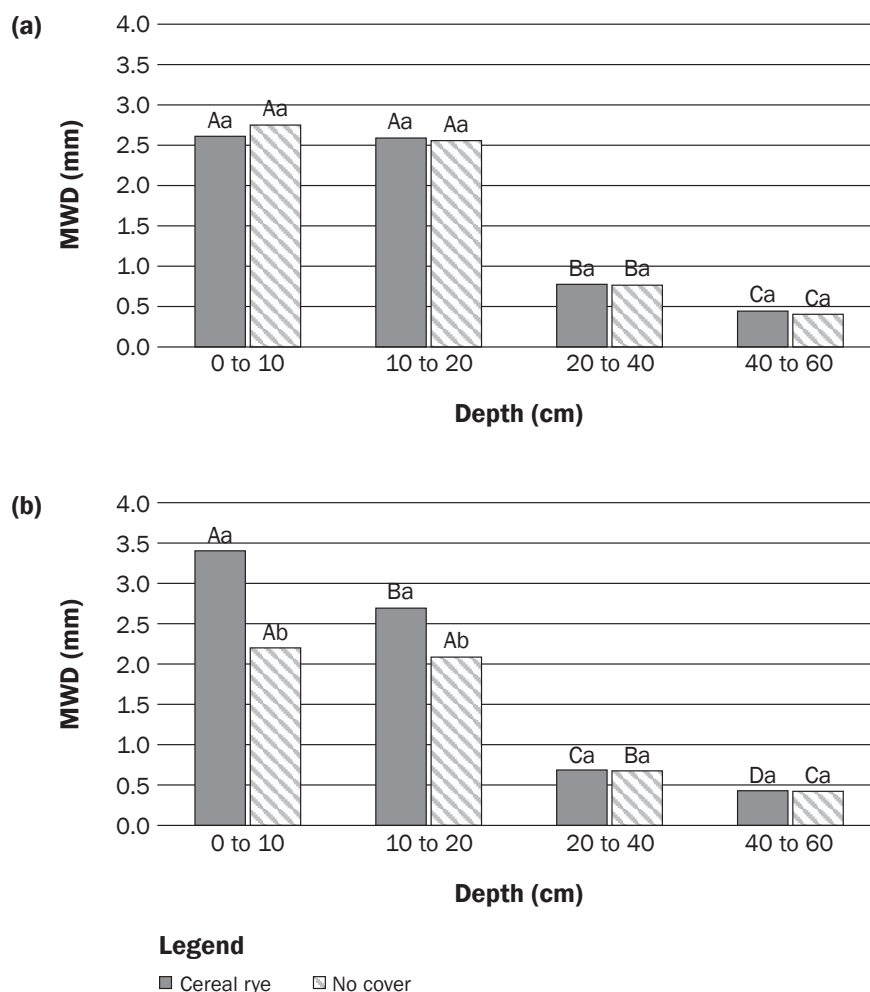 (a)
4.0
3.5
3.0
2.5
2.0
1.5
1.0
0.5
0.0
MWD (mm)
Aa Aa Aa Aa Ba Ba Ca Ca
0 to 10 10 to 20 20 to 40 40 to 60
Depth (cm)
(b)
4.0
3.5
3.0
2.5
2.0
1.5
1.0
0.5
0.0
MWD (mm)
Aa Ab Ba Ab Ca Ba Da Ca
0 to 10 10 to 20 20 to 40 40 to 60
Depth (cm)
Legend
Cereal rye No cover